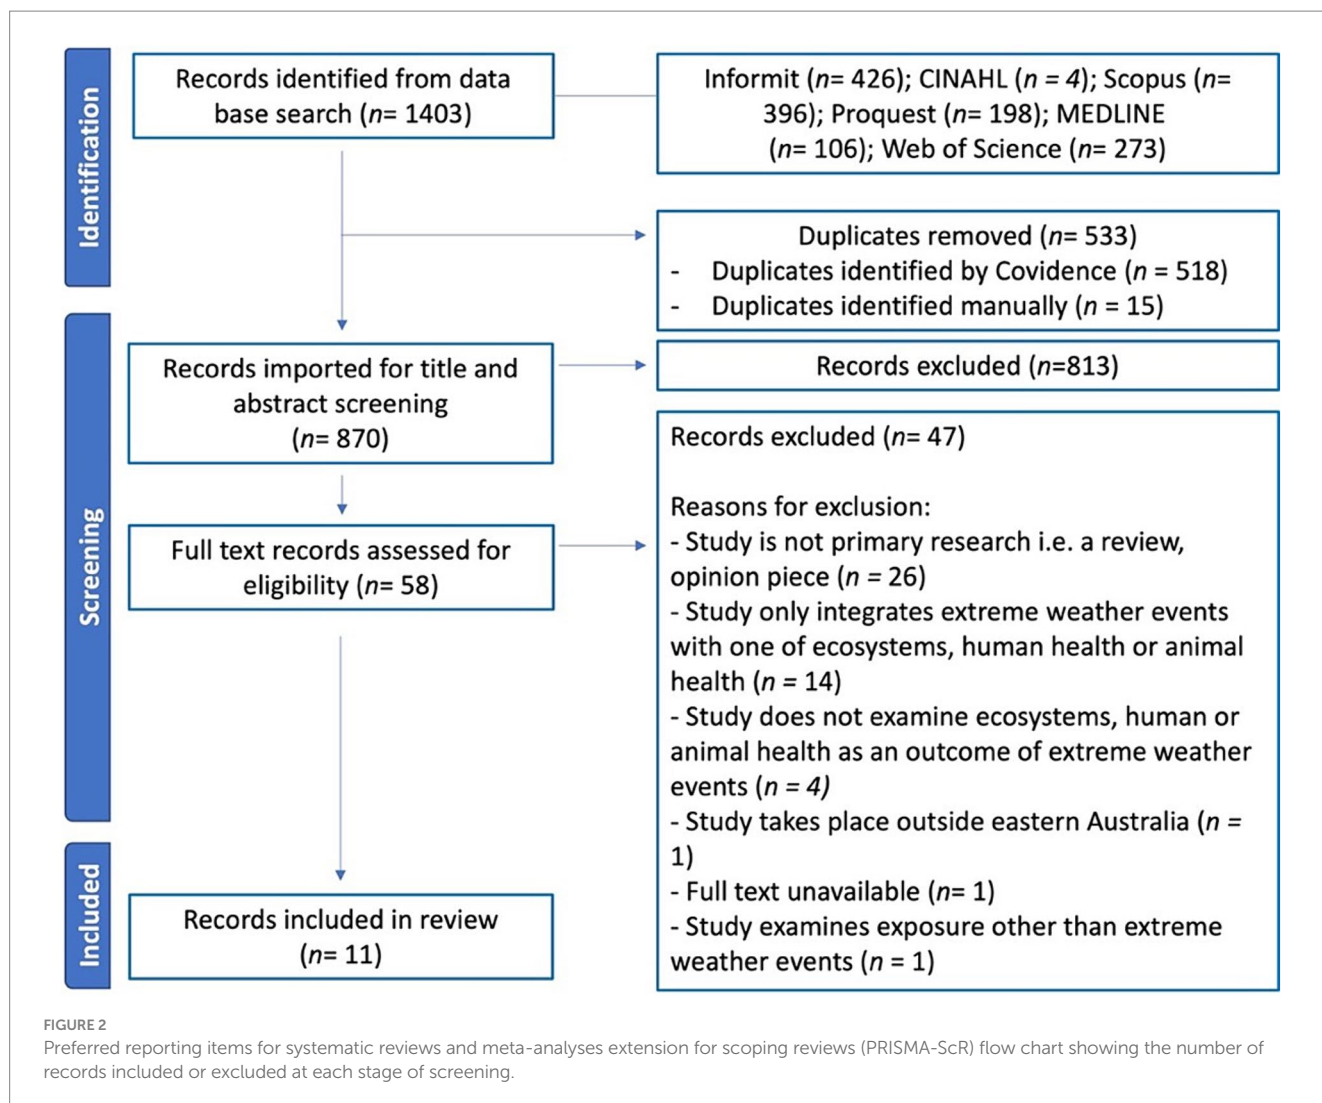 Identification
Records identified from data
base search (n= 1403)
Informit (n= 426); CINAHL (n = 4); Scopus (n=
396); Proquest (n= 198); MEDLINE
(n= 106); Web of Science (n= 273)
Duplicates removed (n= 533)
- Duplicates identified by Covidence (n = 518)
- Duplicates identified manually (n = 15)
Screening
Records imported for title and
abstract screening
(n= 870)
Records excluded (n=813)
Full text records assessed for
eligibility (n= 58)
Records excluded (n= 47)
Reasons for exclusion:
- Study is not primary research i.e. a review,
opinion piece (n = 26)
- Study only integrates extreme weather events
with one of ecosystems, human health or animal
health (n = 14)
- Study does not examine ecosystems, human or
animal health as an outcome of extreme weather
events (n = 4)
- Study takes place outside eastern Australia (n =
1)
- Full text unavailable (n= 1)
- Study examines exposure other than extreme
weather events (n = 1)
Included
Records included in review
(n= 11)
FIGURE 2
Preferred reporting items for systematic reviews and meta-analyses extension for scoping reviews (PRISMA-ScR) flow chart showing the number of
records included or excluded at each stage of screening.